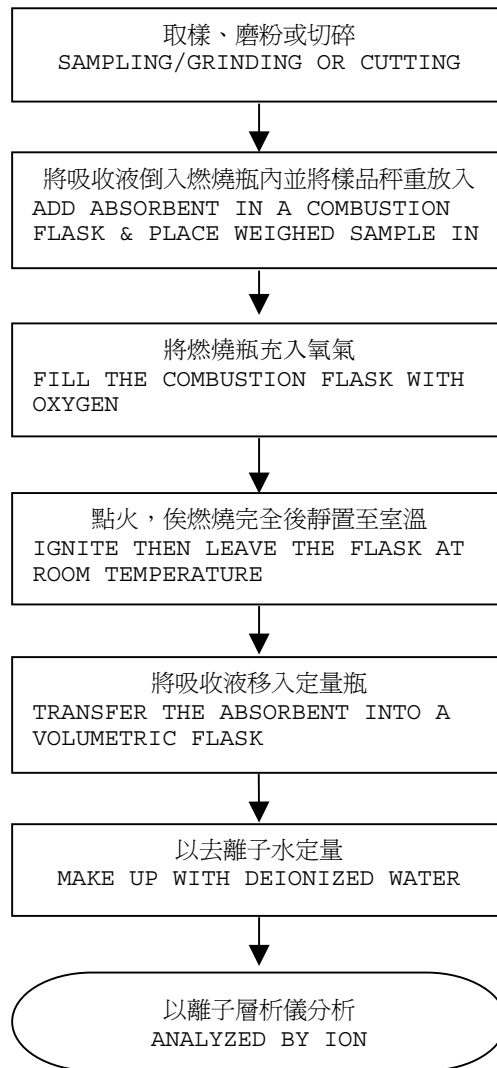 取樣、磨粉或切碎
SAMPLING/GRINDING OR CUTTING
將吸收液倒入燃燒瓶內並將樣品秤重放入
ADD ABSORBENT IN A COMBUSTION
FLASK & PLACE WEIGHED SAMPLE IN
將燃燒瓶充入氧氣
FILL THE COMBUSTION FLASK WITH
OXYGEN
點火，俟燃燒完全後靜置至室溫
IGNITE THEN LEAVE THE FLASK AT
ROOM TEMPERATURE
將吸收液移入定量瓶
TRANSFER THE ABSORBENT INTO A
VOLUMETRIC FLASK
以去離子水定量
MAKE UP WITH DEIONIZED WATER
以離子層析儀分析
ANALYZED BY ION